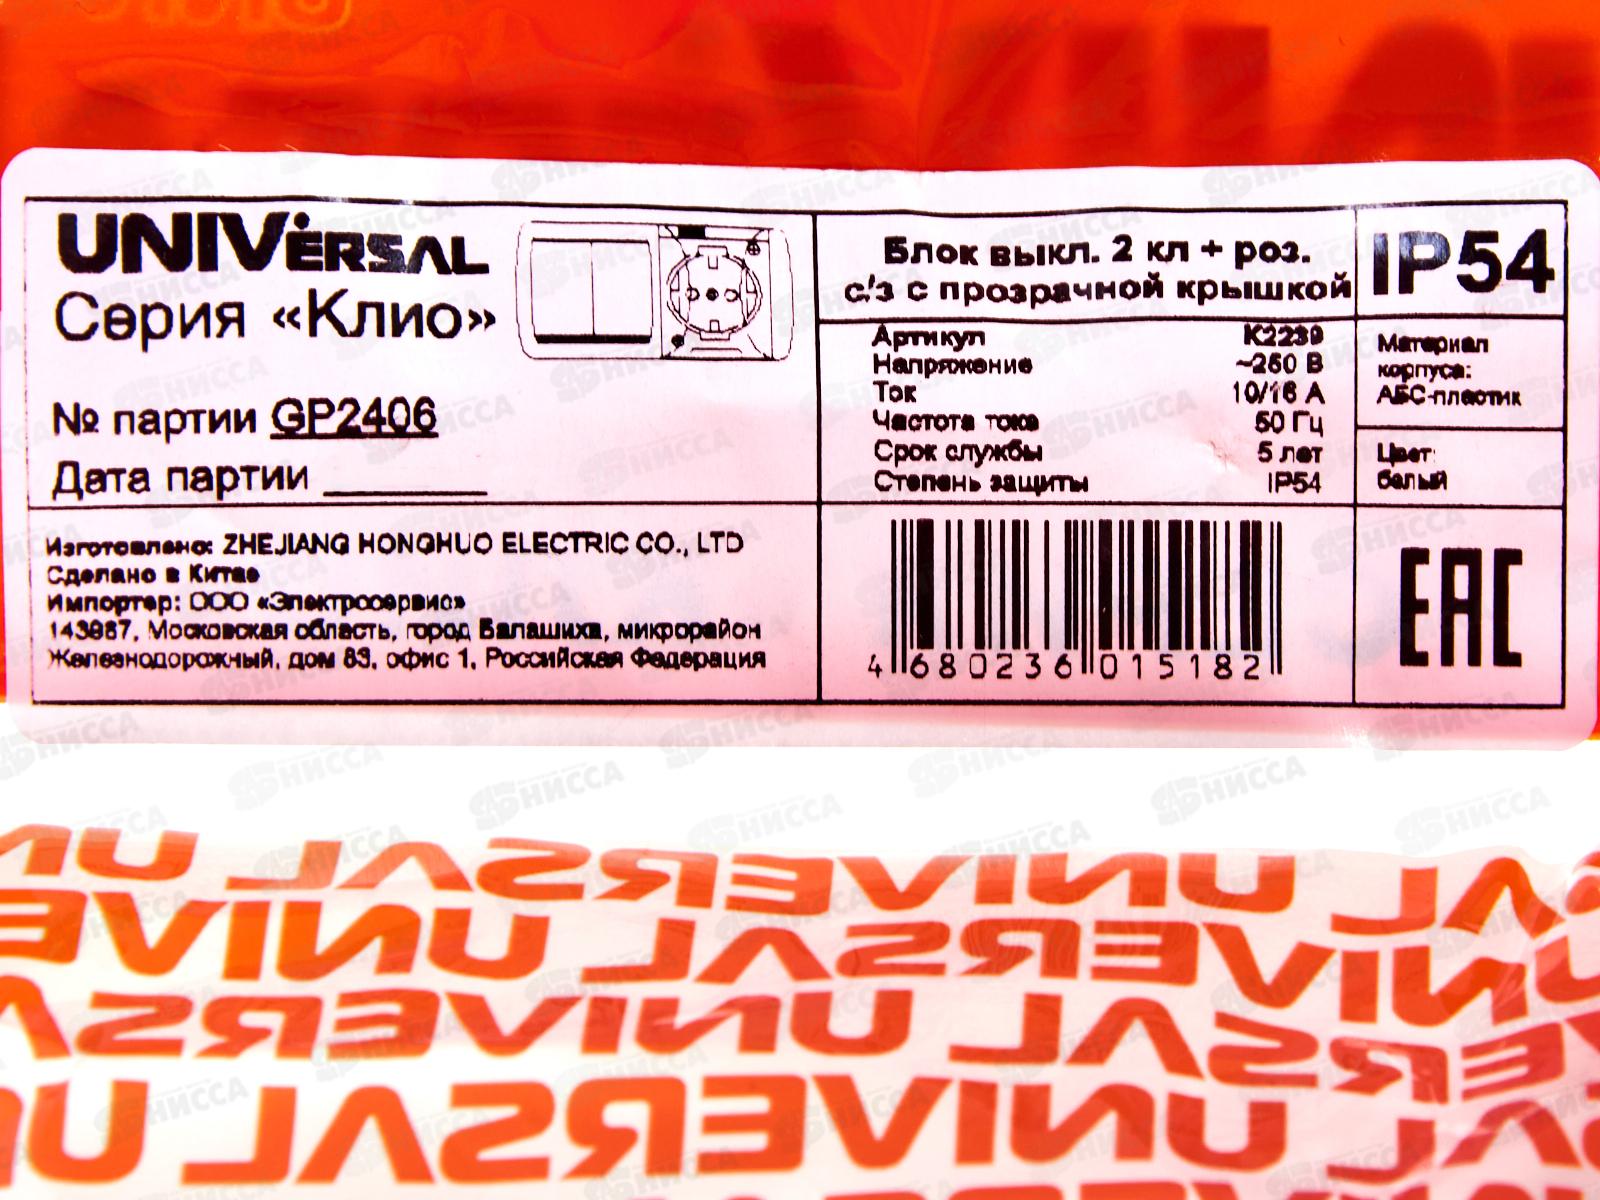 UNIVERSAL
Серия «Клио»
№ партии GP2406
Дата партии
Блок выкл. 2 кл + роз.
с/з с прозрачной крышкой
IP54
Артикул K2239
Напряжение ~250 В
Ток 10/16 А
Частота тока 50 Гц
Срок службы 5 лет
Степень защиты IP54
Материал
корпуса:
АБС-пластик
Цвет:
белый
Изготовлено: ZHEJIANG HONGHUO ELECTRIC CO., LTD
Сделано в Китае
Импортер: ООО «Электросервис»
143987, Московская область, город Балашиха, микрорайон
Железнодорожный, дом 83, офис 1, Российская Федерация
4 680236 015182
EAC
UNIVERSAL
НИССА